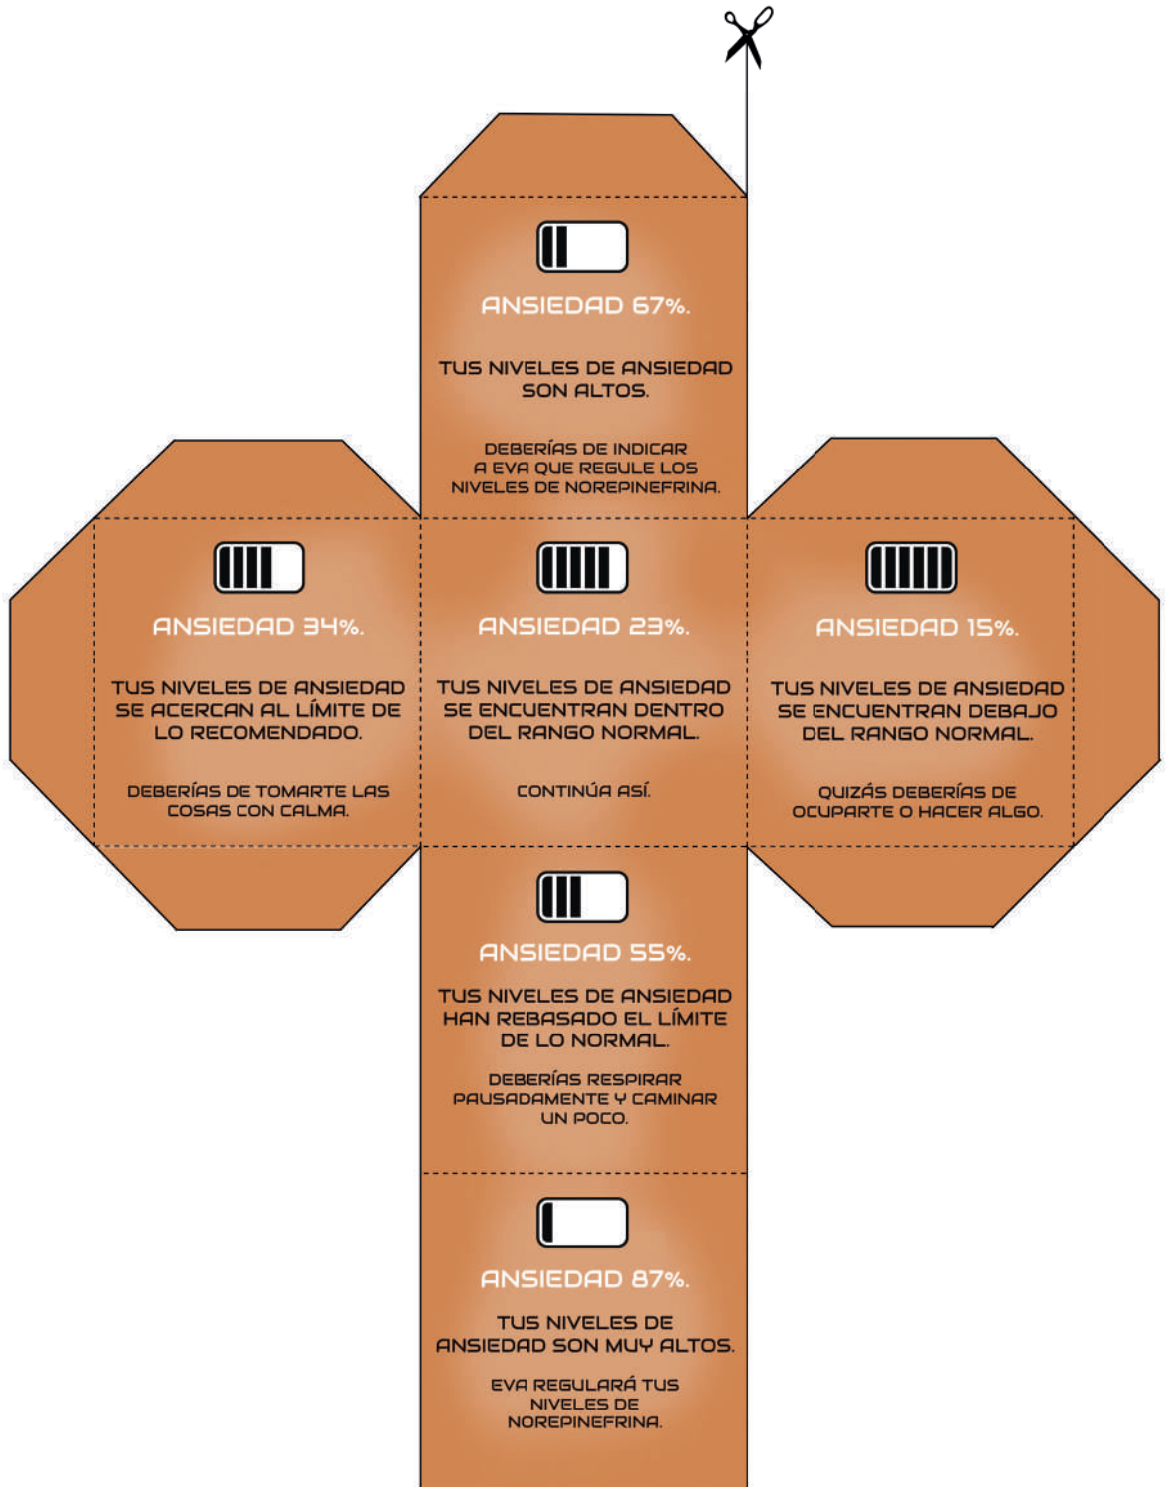 ANSIEDAD 67%.
TUS NIVELES DE ANSIEDAD
SON ALTOS.
DEBERÍAS DE INDICAR
A EVA QUE REGULE LOS
NIVELES DE NOREPINEFRINA.
ANSIEDAD 34%.
TUS NIVELES DE ANSIEDAD
SE ACERCAN AL LÍMITE DE
LO RECOMENDADO.
DEBERÍAS DE TOMARTE LAS
COSAS CON CALMA.
ANSIEDAD 23%.
TUS NIVELES DE ANSIEDAD
SE ENCUENTRAN DENTRO
DEL RANGO NORMAL.
CONTINÚA ASÍ.
ANSIEDAD 15%.
TUS NIVELES DE ANSIEDAD
SE ENCUENTRAN DEBAJO
DEL RANGO NORMAL.
QUIZÁS DEBERÍAS DE
OCUPARTE O HACER ALGO.
ANSIEDAD 55%.
TUS NIVELES DE ANSIEDAD
HAN REBASADO EL LÍMITE
DE LO NORMAL.
DEBERÍAS RESPIRAR
PAUSADAMENTE Y CAMINAR
UN POCO.
ANSIEDAD 87%.
TUS NIVELES DE
ANSIEDAD SON MUY ALTOS.
EVA REGULARÁ TUS
NIVELES DE
NOREPINEFRINA.